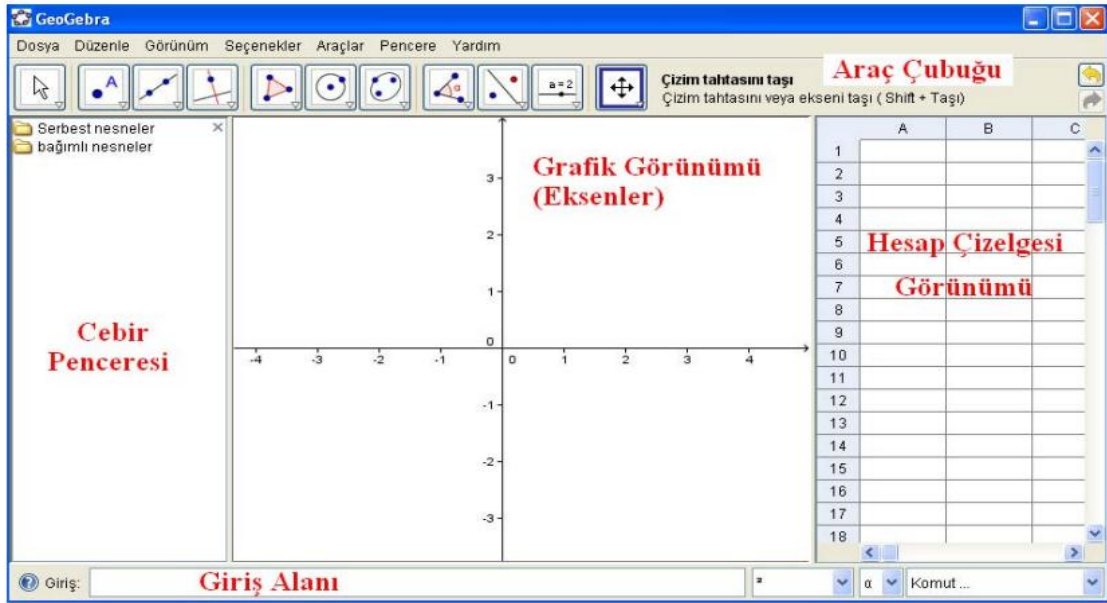 GeoGebra
Dosya Düzenle Görünüm Seçenekler Araçlar Pencere Yardım
A
α
a = 2
Çizim tahtasını taşı
Çizim tahtasını veya ekseni taşı ( Shift + Taşı)
Araç Çubuğu
Serbest nesneler
bağımlı nesneler
Cebir
Penceresi
Grafik Görünümü
(Eksenler)
3
2
1
0
-4 -3 -2 -1 0 1 2 3 4
-1
-2
-3
A B C
1
2
3
4
5
6
7
8
9
10
11
12
13
14
15
16
17
18
Hesap Çizelgesi
Görünümü
Giriş:
Giriş Alanı
² α Komut ...